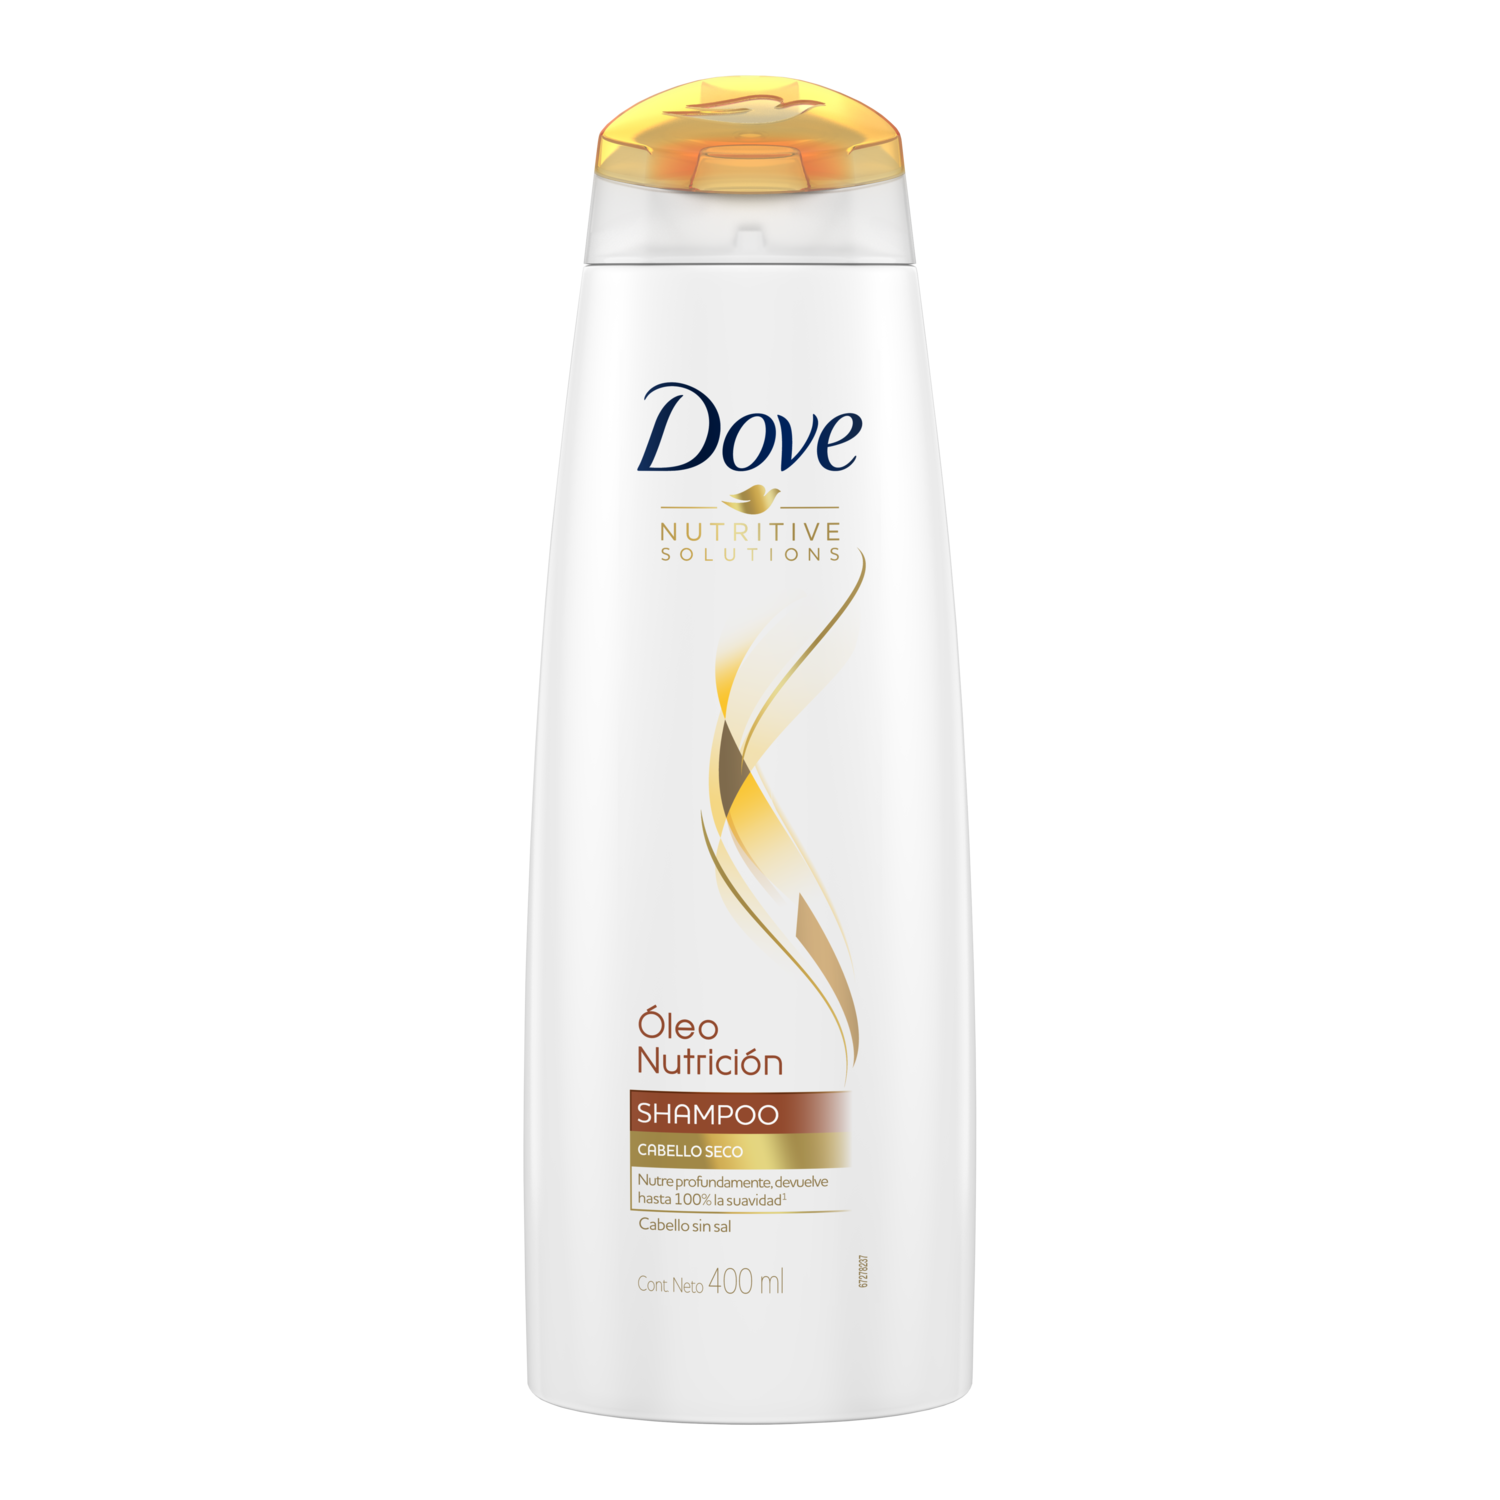 Dove
NUTRITIVE
SOLUTIONS
Óleo
Nutrición
SHAMPOO
CABELLO SECO
Nutre profundamente, devuelve
hasta 100% la suavidad¹
Cabello sin sal
Cont. Neto 400 ml
67278237